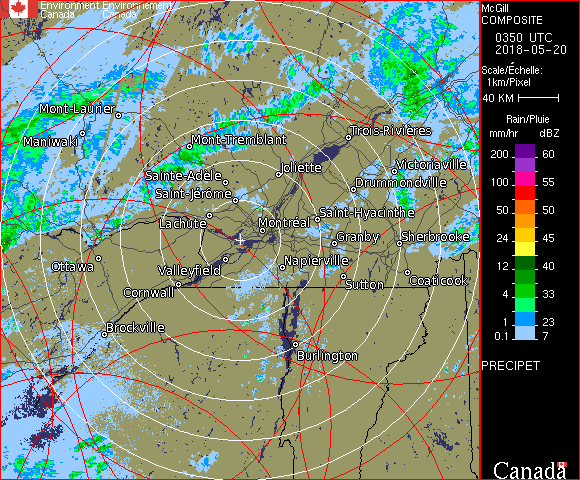 Environment Environnement
Canada Canada
McGill
COMPOSITE
0350 UTC
2018-05-20
Scale/Échelle:
1km/Pixel
40 KM
Rain/Pluie
mm/hr dBZ
200 60
150 55
100 55
50 50
24 45
12 40
4 33
1 23
0.1 7
PRECIPET
Canada
Mont-Laurier
Maniwaki
Mont-Tremblant
Trois-Rivières
Joliette
Victoriaville
Sainte-Adèle
Drummondville
Saint-Jérôme
Lachute
Montréal
Saint-Hyacinthe
Granby
Sherbrooke
Ottawa
Valleyfield
Napierville
Cornwall
Sutton
Coaticook
Brockville
Burlington